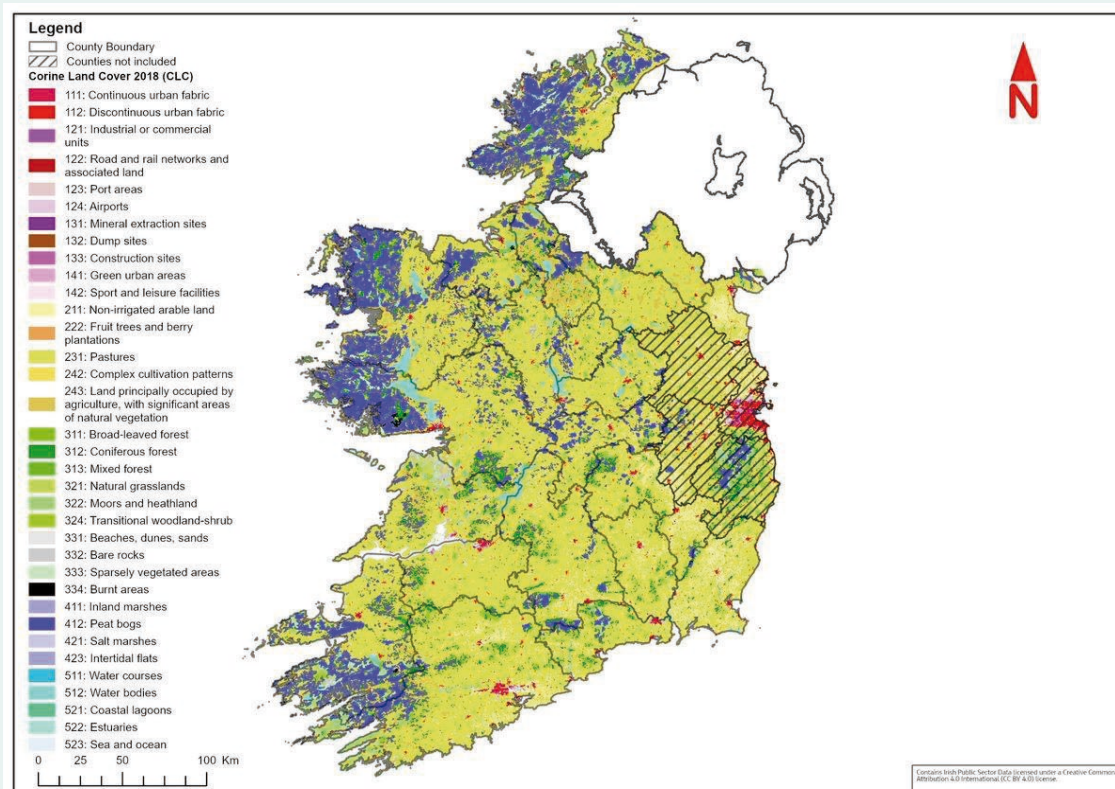 Legend
County Boundary
Counties not included
Corine Land Cover 2018 (CLC)
111: Continuous urban fabric
112: Discontinuous urban fabric
121: Industrial or commercial
units
122: Road and rail networks and
associated land
123: Port areas
124: Airports
131: Mineral extraction sites
132: Dump sites
133: Construction sites
141: Green urban areas
142: Sport and leisure facilities
211: Non-irrigated arable land
222: Fruit trees and berry
plantations
231: Pastures
242: Complex cultivation patterns
243: Land principally occupied by
agriculture, with significant areas
of natural vegetation
311: Broad-leaved forest
312: Coniferous forest
313: Mixed forest
321: Natural grasslands
322: Moors and heathland
324: Transitional woodland-shrub
331: Beaches, dunes, sands
332: Bare rocks
333: Sparsely vegetated areas
334: Burnt areas
411: Inland marshes
412: Peat bogs
421: Salt marshes
423: Intertidal flats
511: Water courses
512: Water bodies
521: Coastal lagoons
522: Estuaries
523: Sea and ocean
0 25 50 100 Km
N
Contains Irish Public Sector Data licensed under a Creative Commons
Attribution 4.0 International (CC BY 4.0) license.